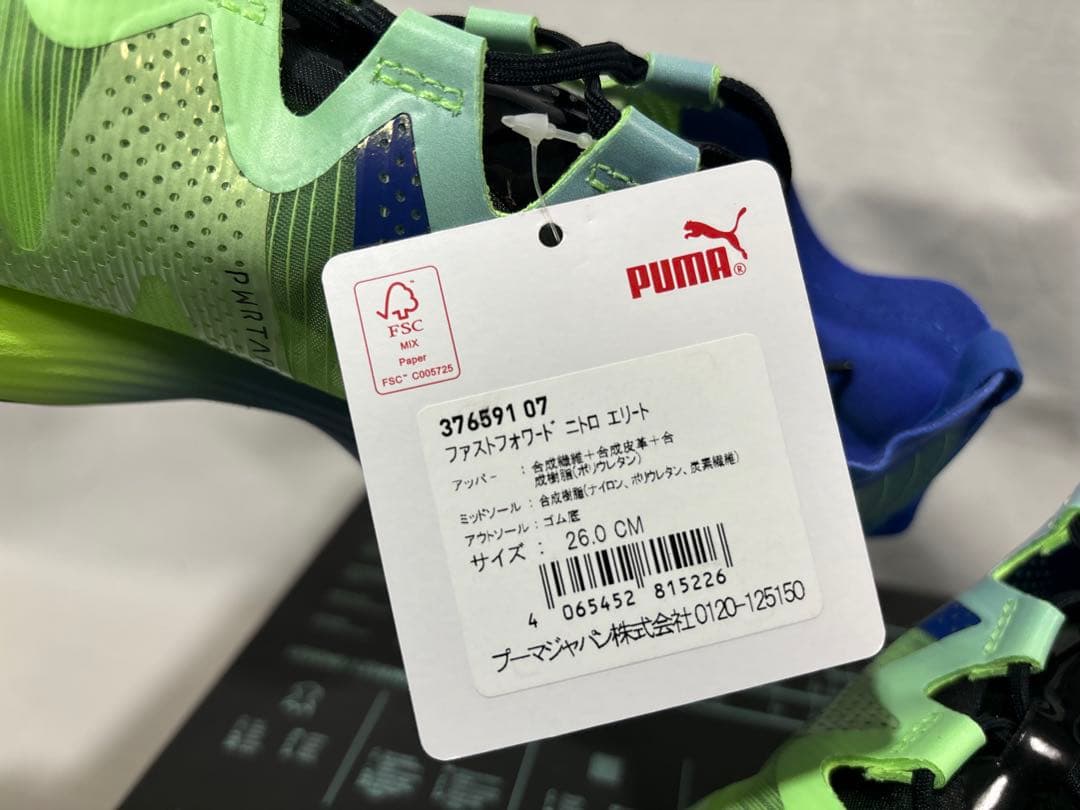 PWRTAP
FSC
MIX
Paper
FSC™ C005725
PUMA®
376591 07
ファストフォワード ニトロ エリート
アッパー : 合成繊維+合成皮革+合
成樹脂(ポリウレタン)
ミッドソール : 合成樹脂(ナイロン、ポリウレタン、炭素繊維)
アウトソール : ゴム底
サイズ : 26.0 CM
4 065452 815226
プーマジャパン株式会社0120-125150